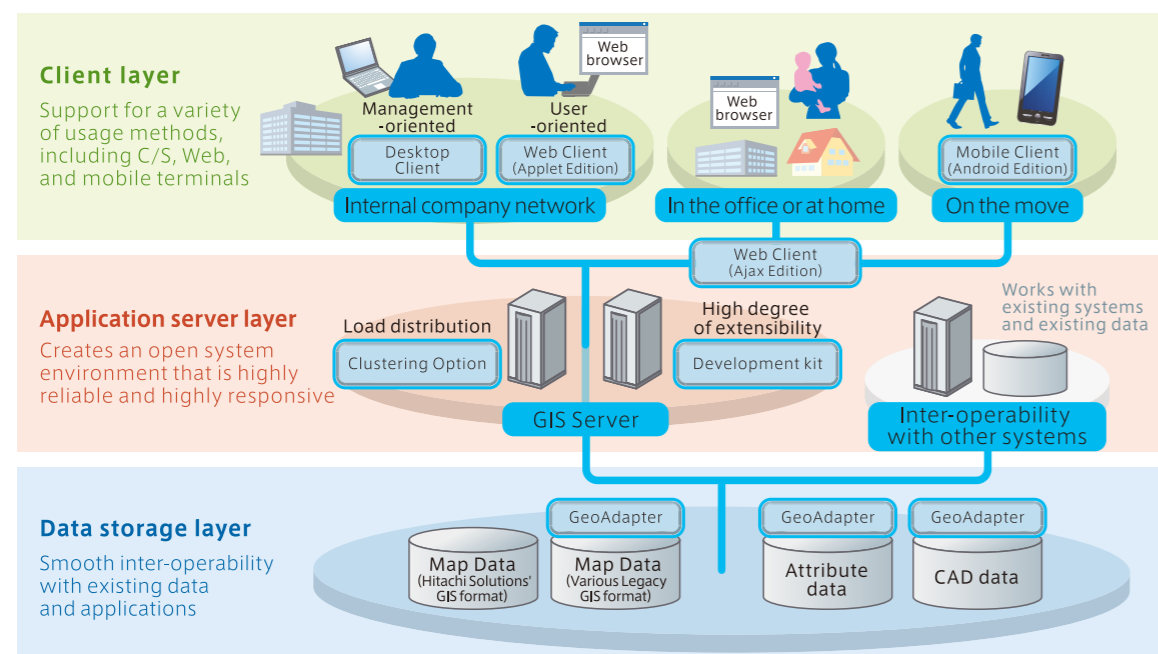 Client layer
Support for a variety
of usage methods,
including C/S, Web,
and mobile terminals
Management
-oriented
Desktop
Client
Web
browser
User
-oriented
Web Client
(Applet Edition)
Internal company network
Web
browser
In the office or at home
Mobile Client
(Android Edition)
On the move
Web Client
(Ajax Edition)
Application server layer
Creates an open system
environment that is highly
reliable and highly responsive
Load distribution
Clustering Option
High degree
of extensibility
Development kit
GIS Server
Works with
existing systems
and existing data
Inter-operability
with other systems
Data storage layer
Smooth inter-operability
with existing data
and applications
Map Data
(Hitachi Solutions'
GIS format)
GeoAdapter
Map Data
(Various Legacy
GIS format)
GeoAdapter
Attribute
data
GeoAdapter
CAD data